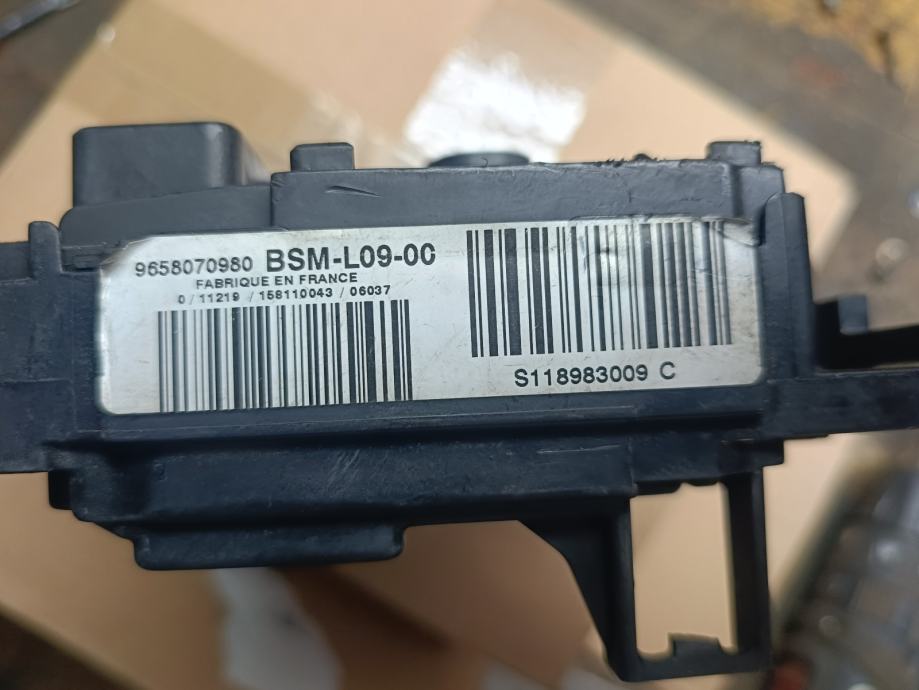 9658070980 BSM-L09-00
FABRIQUE EN FRANCE
0/11219/158110043/06037
S118983009 C